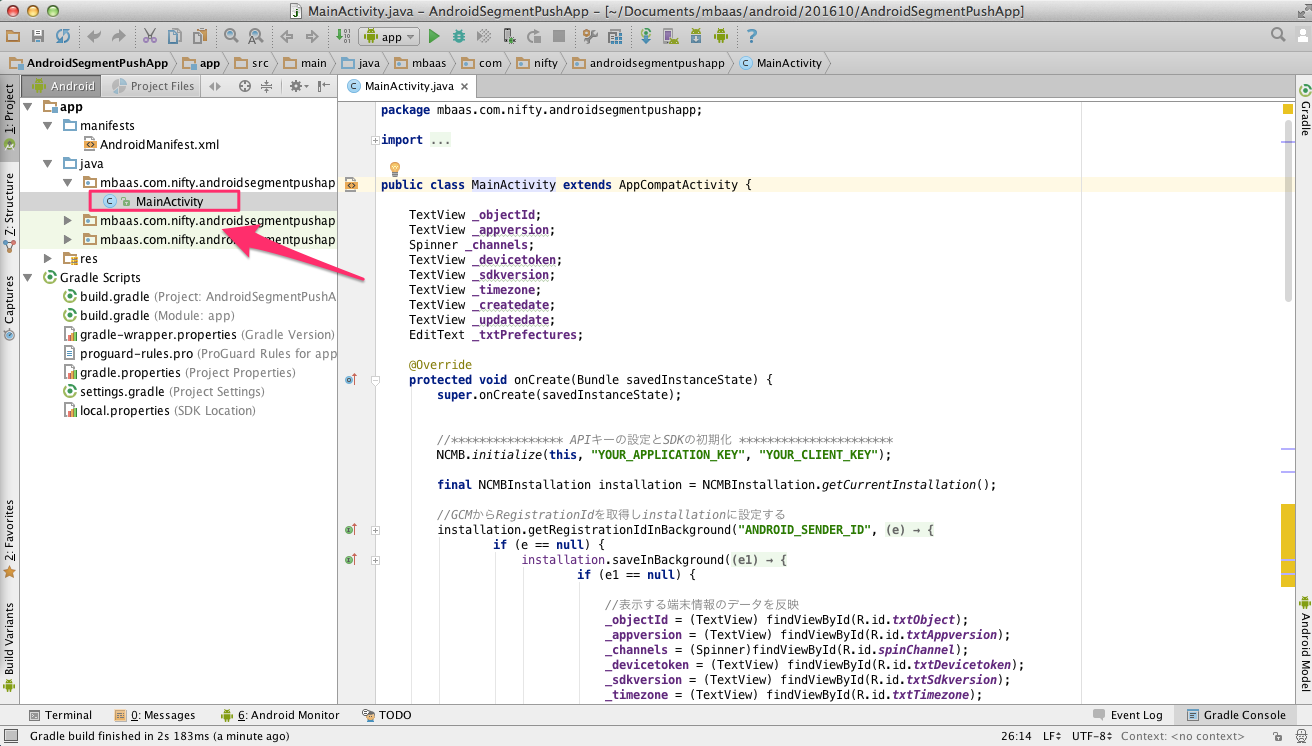 MainActivity.java – AndroidSegmentPushApp – [~/Documents/mbaas/android/201610/AndroidSegmentPushApp]
app
AndroidSegmentPushApp app src main java mbaas com nifty androidsegmentpushapp MainActivity
1: Project
Z: Structure
Captures
2: Favorites
Build Variants
Android Project Files
app
manifests
AndroidManifest.xml
java
mbaas.com.nifty.androidsegmentpushap
MainActivity
mbaas.com.nifty.androidsegmentpushap
mbaas.com.nifty.andro entpushap
res
Gradle Scripts
build.gradle (Project: AndroidSegmentPushA
build.gradle (Module: app)
gradle-wrapper.properties (Gradle Version)
proguard-rules.pro (ProGuard Rules for app
gradle.properties (Project Properties)
settings.gradle (Project Settings)
local.properties (SDK Location)
MainActivity.java
package mbaas.com.nifty.androidsegmentpushapp;
import ...
public class MainActivity extends AppCompatActivity {
TextView _objectId;
TextView _appversion;
Spinner _channels;
TextView _devicetoken;
TextView _sdkversion;
TextView _timezone;
TextView _createdate;
TextView _updatedate;
EditText _txtPrefectures;
@Override
protected void onCreate(Bundle savedInstanceState) {
super.onCreate(savedInstanceState);
//**************** APIキーの設定とSDKの初期化 **********************
NCMB.initialize(this, "YOUR_APPLICATION_KEY", "YOUR_CLIENT_KEY");
final NCMBInstallation installation = NCMBInstallation.getCurrentInstallation();
//GCMからRegistrationIdを取得しinstallationに設定する
installation.getRegistrationIdInBackground("ANDROID_SENDER_ID", (e) → {
if (e == null) {
installation.saveInBackground((e1) → {
if (e1 == null) {
//表示する端末情報のデータを反映
_objectId = (TextView) findViewById(R.id.txtObject);
_appversion = (TextView) findViewById(R.id.txtAppversion);
_channels = (Spinner)findViewById(R.id.spinChannel);
_devicetoken = (TextView) findViewById(R.id.txtDevicetoken);
_sdkversion = (TextView) findViewById(R.id.txtSdkversion);
_timezone = (TextView) findViewById(R.id.txtTimezone);
Gradle
Android Model
Terminal 0: Messages 6: Android Monitor TODO Event Log Gradle Console
Gradle build finished in 2s 183ms (a minute ago) 26:14 LF UTF-8 Context: <no context>